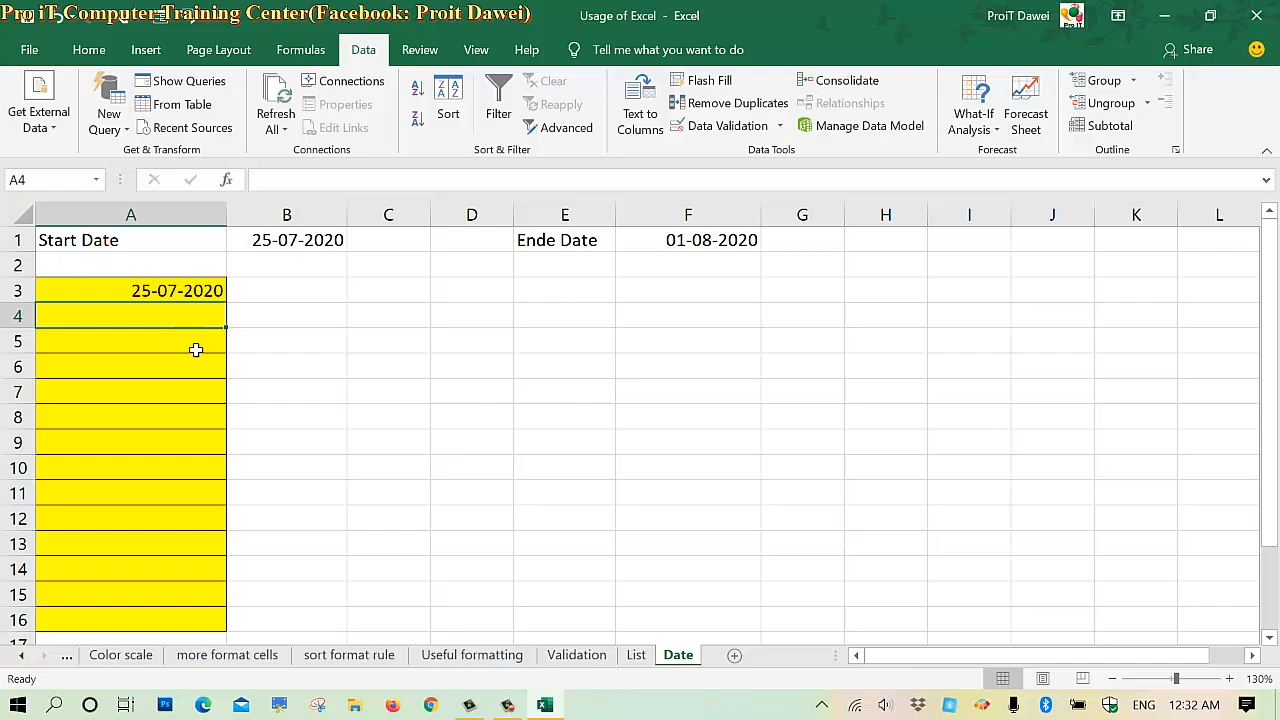 Pro iT Computer Training Center(Facebook: Proit Dawei)
Usage of Excel - Excel
ProIT Dawei
Pro IT
File Home Insert Page Layout Formulas Data Review View Help Tell me what you want to do Share
Get External Data
New Query
Show Queries
From Table
Recent Sources
Get & Transform
Refresh All
Connections
Properties
Edit Links
Connections
Sort
Filter
Clear
Reapply
Advanced
Sort & Filter
Text to Columns
Flash Fill
Remove Duplicates
Data Validation
Consolidate
Relationships
Manage Data Model
Data Tools
What-If Analysis
Forecast Sheet
Forecast
Group
Ungroup
Subtotal
Outline
A4 fx
A B C D E F G H I J K L
1 Start Date 25-07-2020 Ende Date 01-08-2020
2
3 25-07-2020
4
5
6
7
8
9
10
11
12
13
14
15
16
17
... Color scale more format cells sort format rule Useful formatting Validation List Date
Ready 130%
ENG 12:32 AM